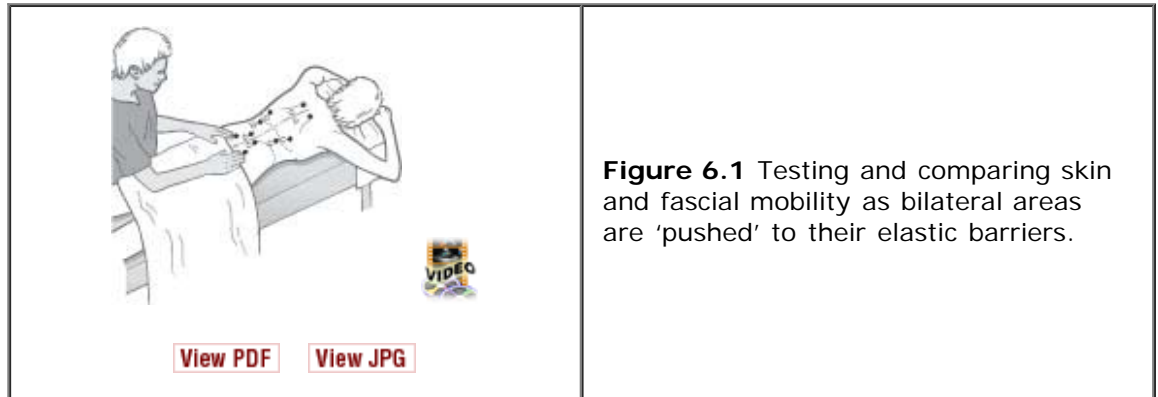 VIDEO
View PDF
View JPG
Figure 6.1 Testing and comparing skin
and fascial mobility as bilateral areas
are ‘pushed’ to their elastic barriers.